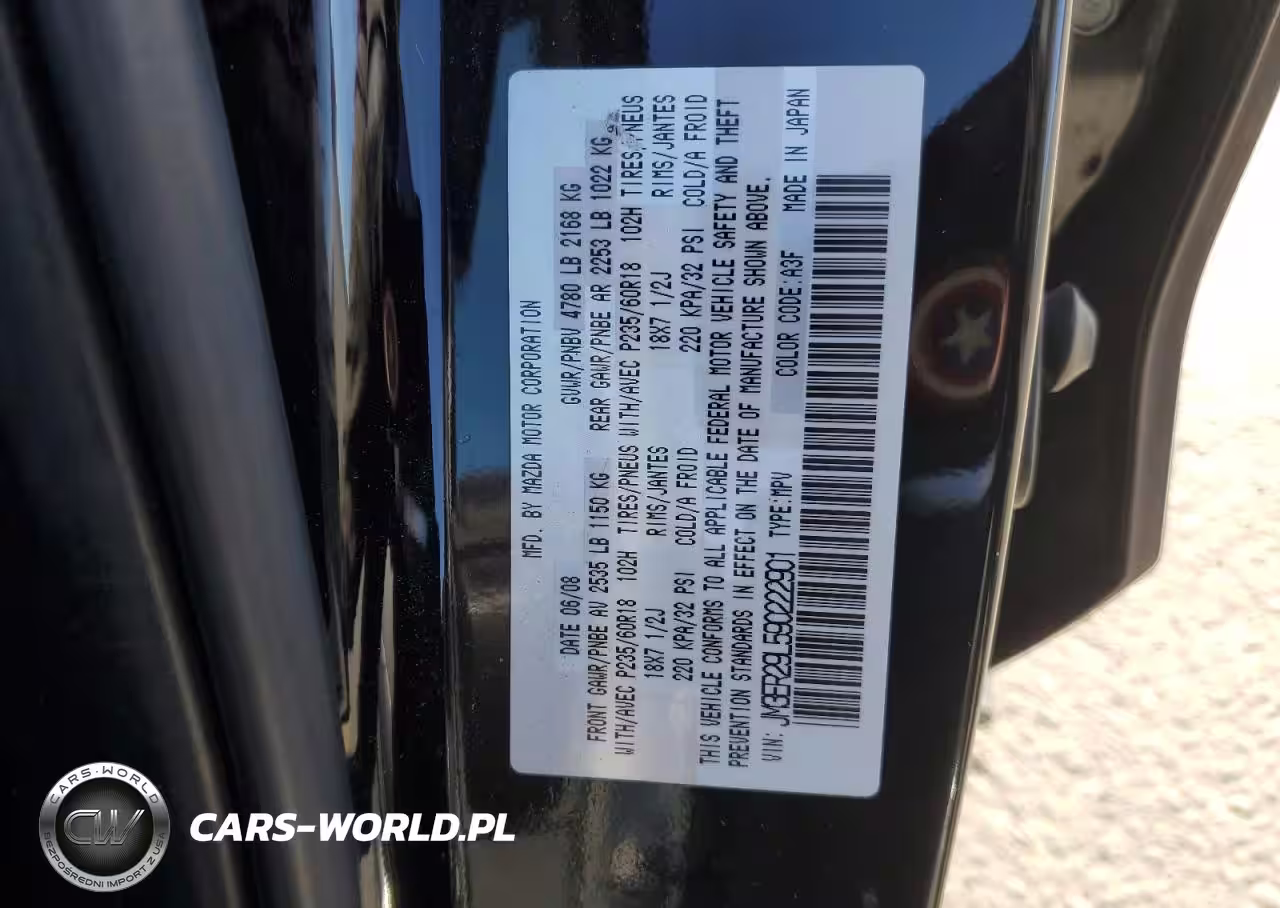 MFD. BY MAZDA MOTOR CORPORATION
DATE 06/08 GVWR/PNBV 4780 LB 2168 KG
FRONT GAWR/PNBE AV 2535 LB 1150 KG REAR GAWR/PNBE AR 2253 LB 1022 KG
WITH/AVEC P235/60R18 102H TIRES/PNEUS WITH/AVEC P235/60R18 102H TIRES/PNEUS
18X7 1/2J RIMS/JANTES 18X7 1/2J RIMS/JANTES
220 KPA/32 PSI COLD/A FROID 220 KPA/32 PSI COLD/A FROID
THIS VEHICLE CONFORMS TO ALL APPLICABLE FEDERAL MOTOR VEHICLE SAFETY AND THEFT
PREVENTION STANDARDS IN EFFECT ON THE DATE OF MANUFACTURE SHOWN ABOVE.
VIN: JM3ER29L590222901 TYPE:MPV COLOR CODE:A3F MADE IN JAPAN
CARS-WORLD
CW
BEZPOŚREDNI IMPORT Z USA
CARS-WORLD.PL